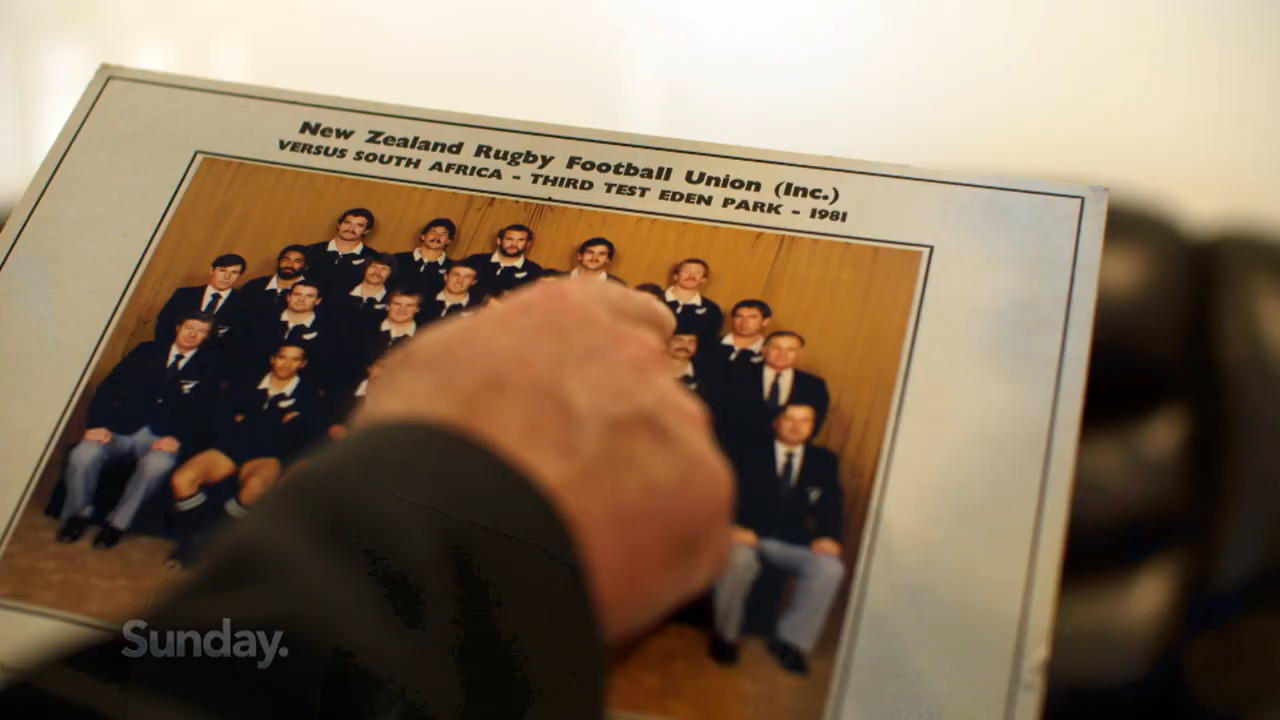 New Zealand Rugby Football Union (Inc.)
VERSUS SOUTH AFRICA - THIRD TEST EDEN PARK - 1981
Sunday.